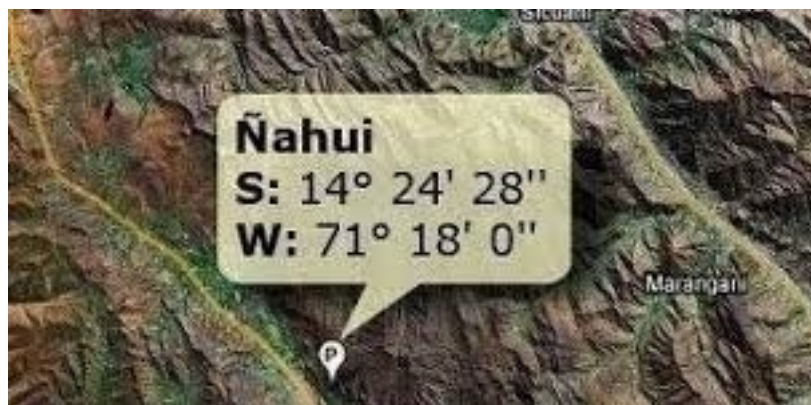 Sicuani
Ñahui
S: 14° 24' 28''
W: 71° 18' 0''
Marangani
P